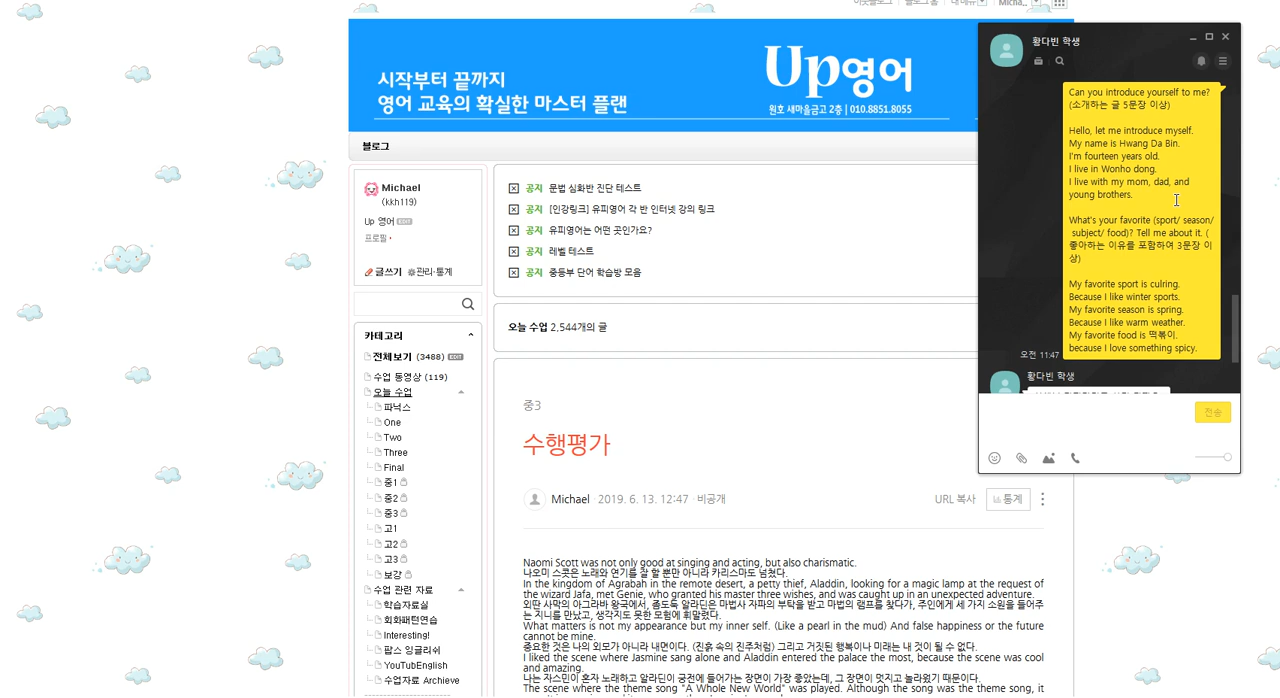 이웃블로그 블로그 홈 내 메뉴 Micha..
시작부터 끝까지
영어 교육의 확실한 마스터 플랜
Up영어
원호 새마을금고 2층 | 010.8851.8055
블로그
Michael
(kkh119)
Up 영어 EDIT
프로필
글쓰기 관리·통계
카테고리
전체보기 (3488) EDIT
수업 동영상 (119)
오늘 수업
파닉스
One
Two
Three
Final
중1
중2
중3
고1
고2
고3
보강
수업 관련 자료
학습자료실
회화패턴연습
Interesting!
팝스 잉글리쉬
YouTubEnglish
수업자료 Archieve
공지 문법 심화반 진단 테스트
공지 [인강링크] 유피영어 각 반 인터넷 강의 링크
공지 유피영어는 어떤 곳인가요?
공지 레벨 테스트
공지 중등부 단어 학습방 모음
오늘 수업 2,544개의 글
중3
수행평가
Michael · 2019. 6. 13. 12:47 · 비공개
URL 복사 통계
Naomi Scott was not only good at singing and acting, but also charismatic.
나오미 스콧은 노래와 연기를 잘 할 뿐만 아니라 카리스마도 넘쳤다.
In the kingdom of Agrabah in the remote desert, a petty thief, Aladdin, looking for a magic lamp at the request of
the wizard Jafa, met Genie, who granted his master three wishes, and was caught up in an unexpected adventure.
외딴 사막의 아그라바 왕국에서, 좀도둑 알라딘은 마법사 자파의 부탁을 받고 마법의 램프를 찾다가, 주인에게 세 가지 소원을 들어주
는 지니를 만났고, 생각지도 못한 모험에 휘말렸다.
What matters is not my appearance but my inner self. (Like a pearl in the mud) And false happiness or the future
cannot be mine.
중요한 것은 나의 외모가 아니라 내면이다. (진흙 속의 진주처럼) 그리고 거짓된 행복이나 미래는 내 것이 될 수 없다.
I liked the scene where Jasmine sang alone and Aladdin entered the palace the most, because the scene was cool
and amazing.
나는 자스민이 혼자 노래하고 알라딘이 궁전에 들어가는 장면이 가장 좋았는데, 그 장면이 멋지고 놀라웠기 때문이다.
The scene where the theme song "A Whole New World" was played. Although the song was the theme song, it
황다빈 학생
Can you introduce yourself to me?
(소개하는 글 5문장 이상)
Hello, let me introduce myself.
My name is Hwang Da Bin.
I'm fourteen years old.
I live in Wonho dong.
I live with my mom, dad, and
young brothers.
What's your favorite (sport/ season/
subject/ food)? Tell me about it. (
좋아하는 이유를 포함하여 3문장 이
상)
My favorite sport is culring.
Because I like winter sports.
My favorite season is spring.
Because I like warm weather.
My favorite food is 떡볶이.
because I love something spicy.
오전 11:47
황다빈 학생
전송